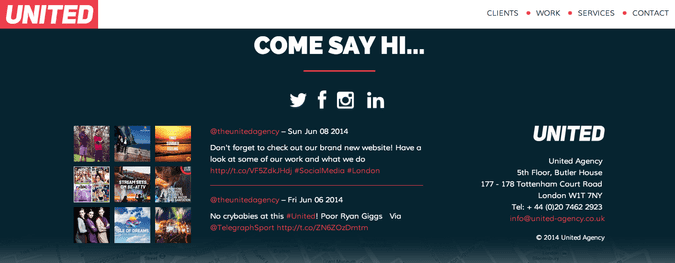 UNITED
CLIENTS WORK SERVICES CONTACT
COME SAY HI...
@theunitedagency – Sun Jun 08 2014
Don't forget to check out our brand new website! Have a
look at some of our work and what we do
http://t.co/VF5ZdkJHdj #SocialMedia #London
@theunitedagency – Fri Jun 06 2014
No crybabies at this #United! Poor Ryan Giggs Via
@TelegraphSport http://t.co/ZN6ZOzDmtm
UNITED
United Agency
5th Floor, Butler House
177 - 178 Tottenham Court Road
London W1T 7NY
Tel: + 44 (0)20 7462 2923
info@united-agency.co.uk
© 2014 United Agency
ISLE OF DREAMS